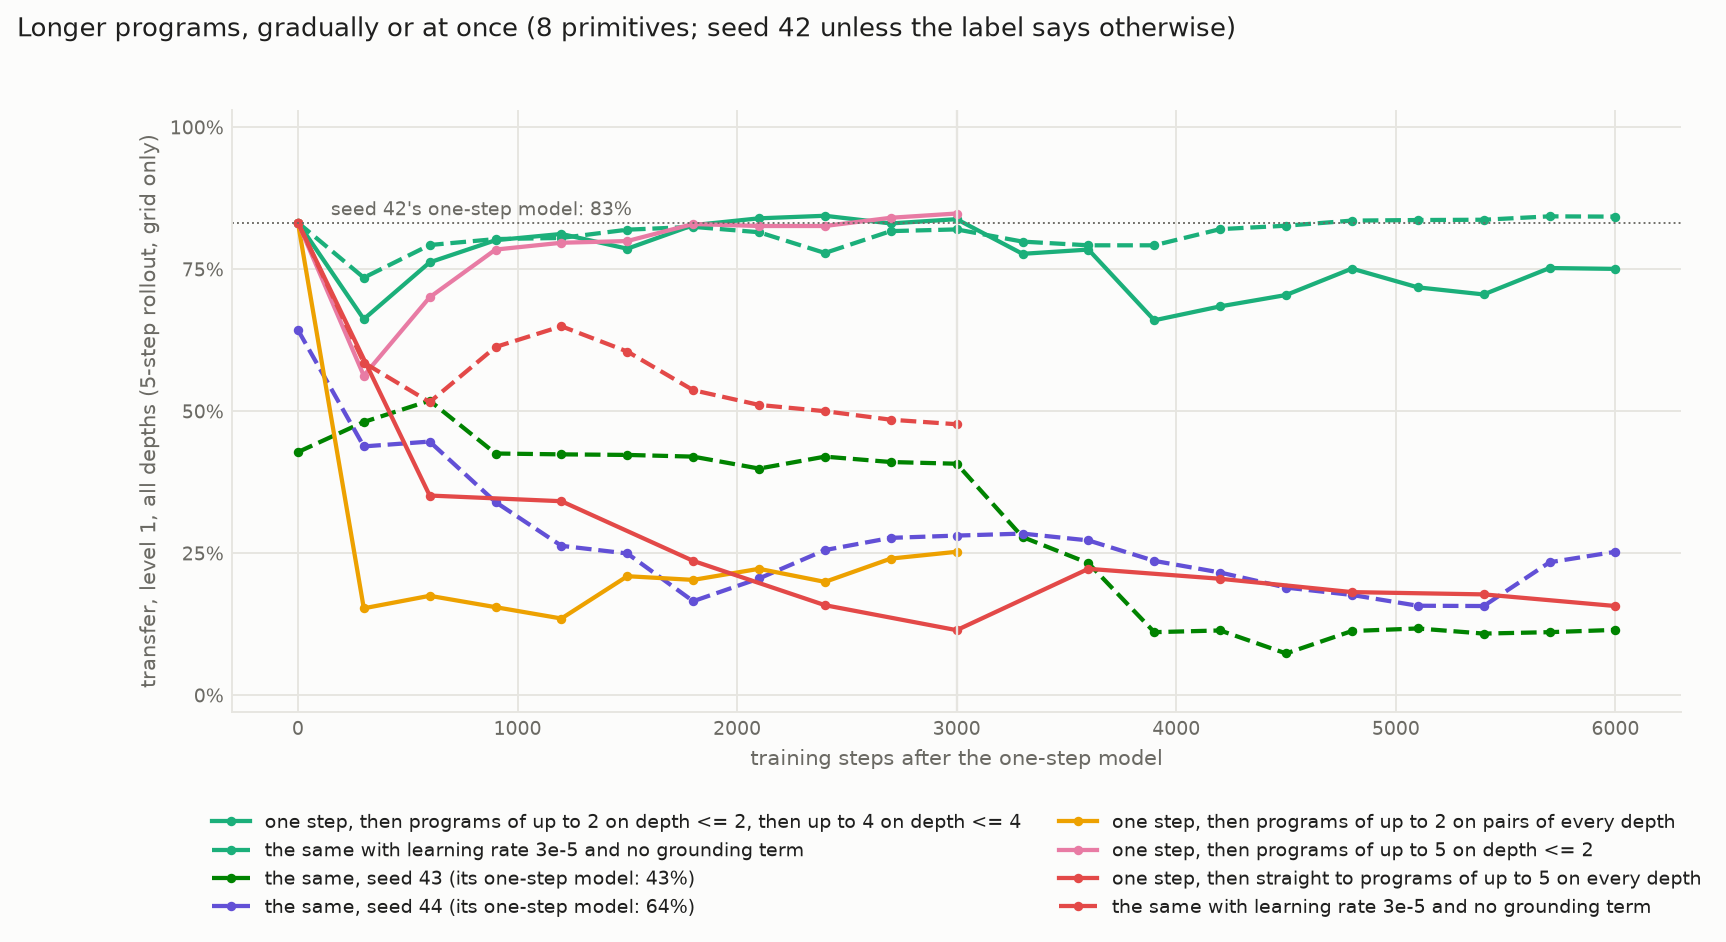 Longer programs, gradually or at once (8 primitives; seed 42 unless the label says otherwise)
transfer, level 1, all depths (5-step rollout, grid only)
100%
75%
50%
25%
0%
seed 42's one-step model: 83%
0 1000 2000 3000 4000 5000 6000
training steps after the one-step model
one step, then programs of up to 2 on depth <= 2, then up to 4 on depth <= 4
the same with learning rate 3e-5 and no grounding term
the same, seed 43 (its one-step model: 43%)
the same, seed 44 (its one-step model: 64%)
one step, then programs of up to 2 on pairs of every depth
one step, then programs of up to 5 on depth <= 2
one step, then straight to programs of up to 5 on every depth
the same with learning rate 3e-5 and no grounding term